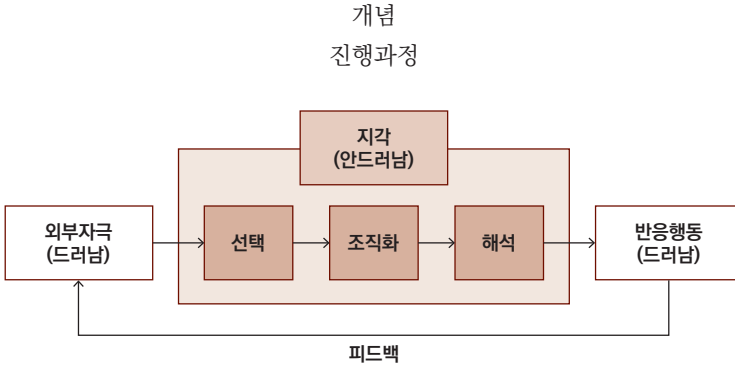 개념
진행과정
지각
(안드러남)
외부자극
(드러남)
선택
조직화
해석
반응행동
(드러남)
피드백